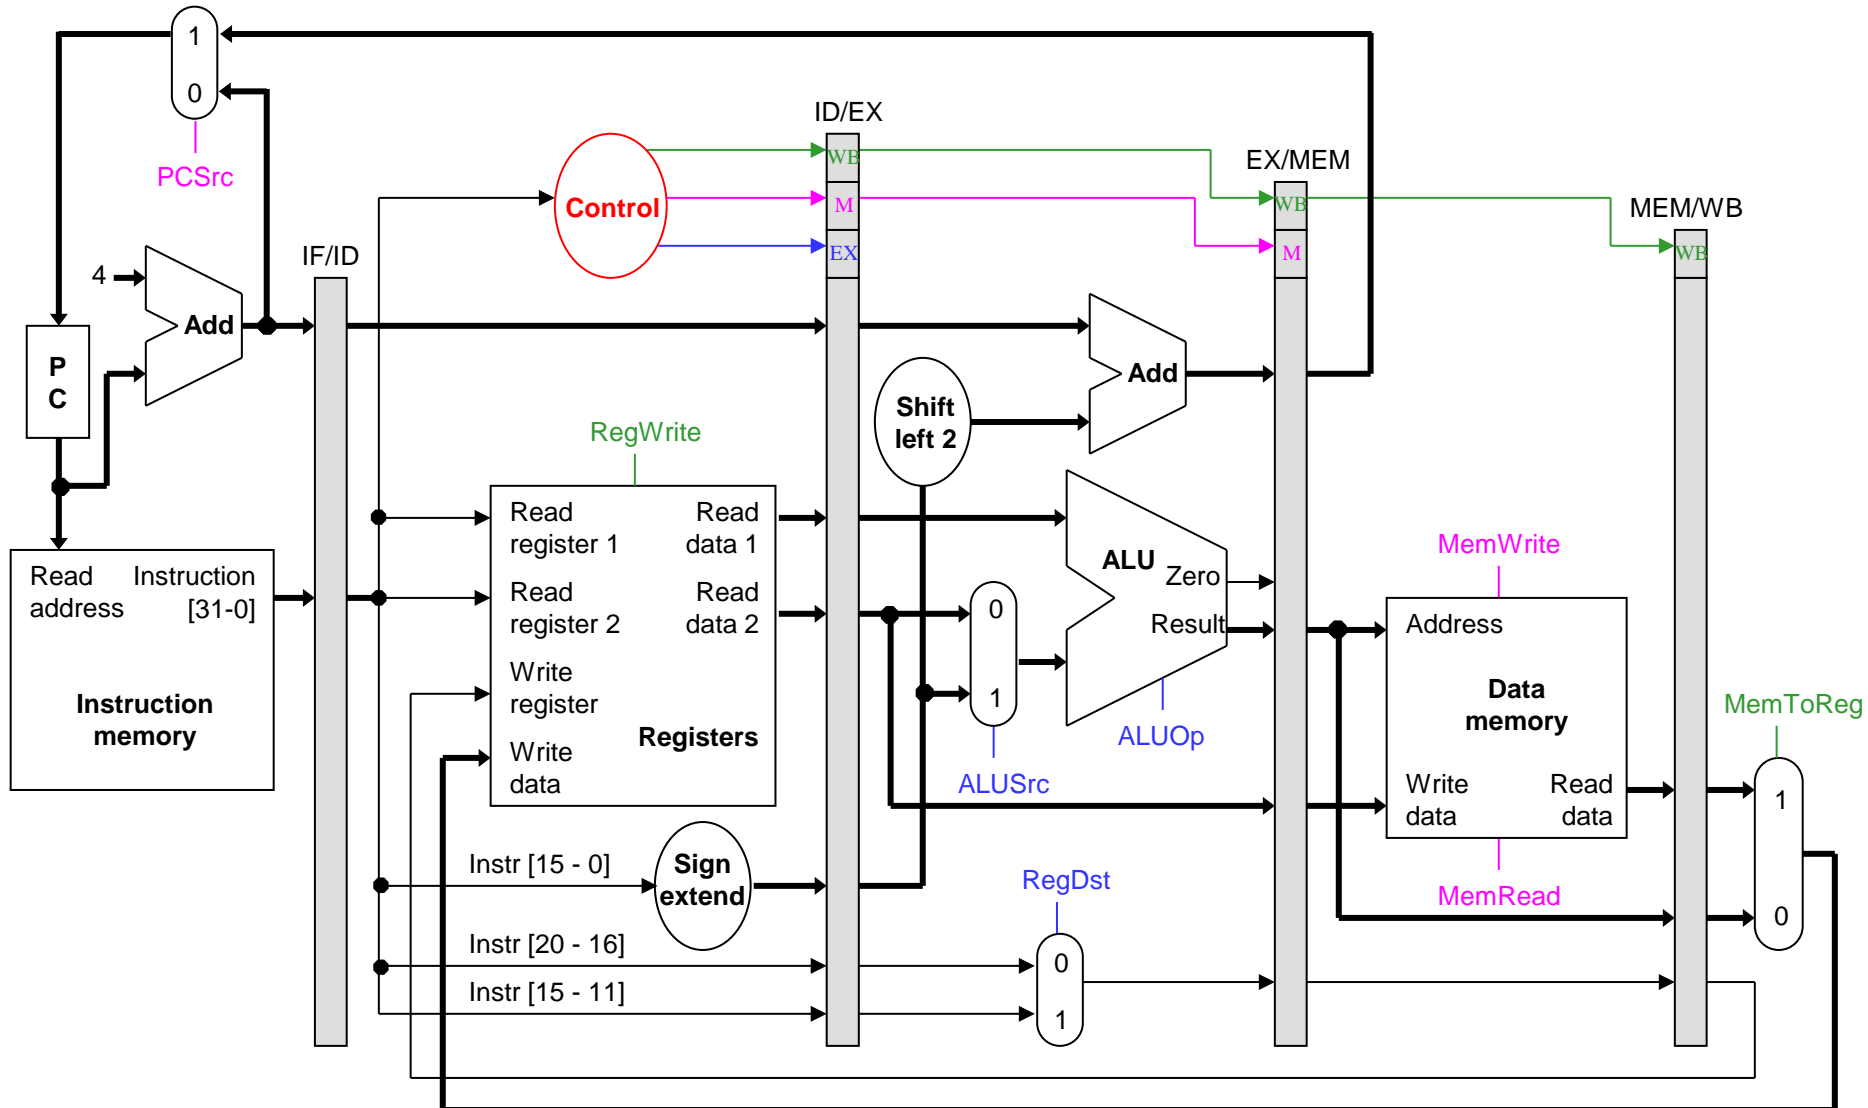 1
0
PCSrc
ID/EX
WB
M
EX
EX/MEM
WB
M
MEM/WB
WB
Control
IF/ID
4
Add
P
C
Add
Shift
left 2
RegWrite
Read
address
Instruction
[31-0]
Instruction
memory
Read
register 1
Read
data 1
Read
register 2
Read
data 2
Write
register
Write
data
Registers
0
1
ALUSrc
ALU
Zero
Result
ALUOp
MemWrite
Address
Data
memory
Write
data
Read
data
MemRead
MemToReg
1
0
Instr [15 - 0]
Sign
extend
RegDst
Instr [20 - 16]
0
Instr [15 - 11]
1